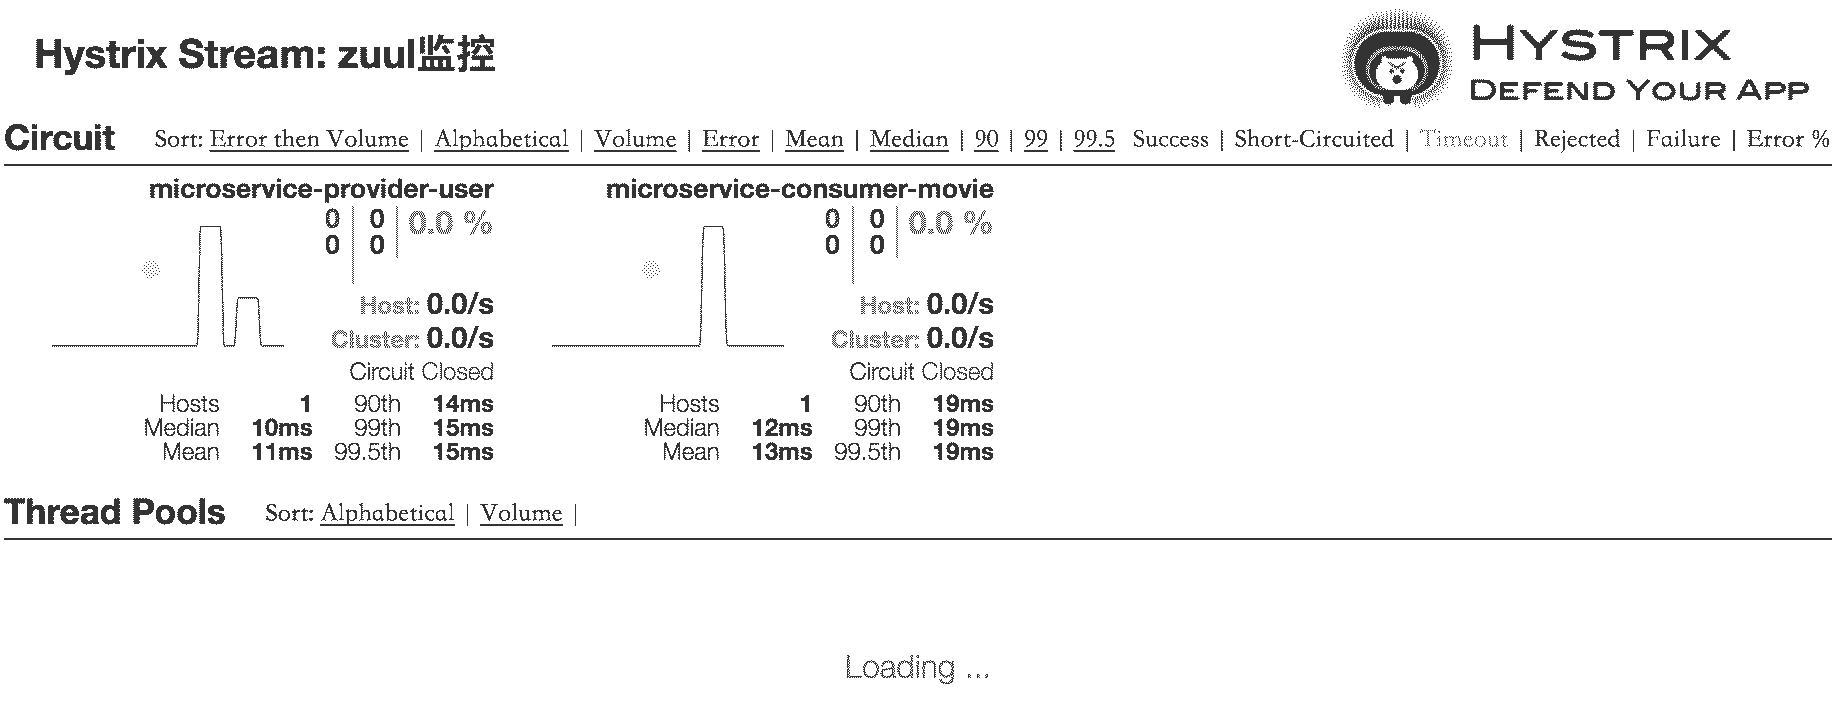 Hystrix Stream: zuul监控
HYSTRIX
DEFEND YOUR APP
Circuit Sort: Error then Volume | Alphabetical | Volume | Error | Mean | Median | 90 | 99 | 99.5 Success | Short-Circuited | Timeout | Rejected | Failure | Error %
microservice-provider-user
0 0 0.0 %
0 0
Host: 0.0/s
Cluster: 0.0/s
Circuit Closed
Hosts 1 90th 14ms
Median 10ms 99th 15ms
Mean 11ms 99.5th 15ms
microservice-consumer-movie
0 0 0.0 %
0 0
Host: 0.0/s
Cluster: 0.0/s
Circuit Closed
Hosts 1 90th 19ms
Median 12ms 99th 19ms
Mean 13ms 99.5th 19ms
Thread Pools Sort: Alphabetical | Volume |
Loading ...